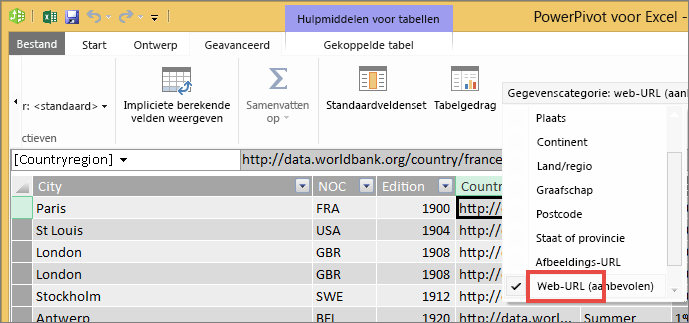 Hulpmiddelen voor tabellen PowerPivot voor Excel -
Bestand Start Ontwerp Geavanceerd Gekoppelde tabel
r: <standaard>
Impliciete berekende velden weergeven
Samenvatten op
Standaardveldenset
Tabelgedrag
ctieven
Gegevenscategorie: web-URL (aanb
Plaats
Continent
Land/regio
Graafschap
Postcode
Staat of provincie
Afbeeldings-URL
Web-URL (aanbevolen)
[Countryregion] http://data.worldbank.org/country/france
City NOC Edition Countr
Paris FRA 1900 http://
St Louis USA 1904 http://
London GBR 1908 http://
London GBR 1908 http://
Stockholm SWE 1912 http://
Antwerp BEL 1920 http://data.worl... Summer